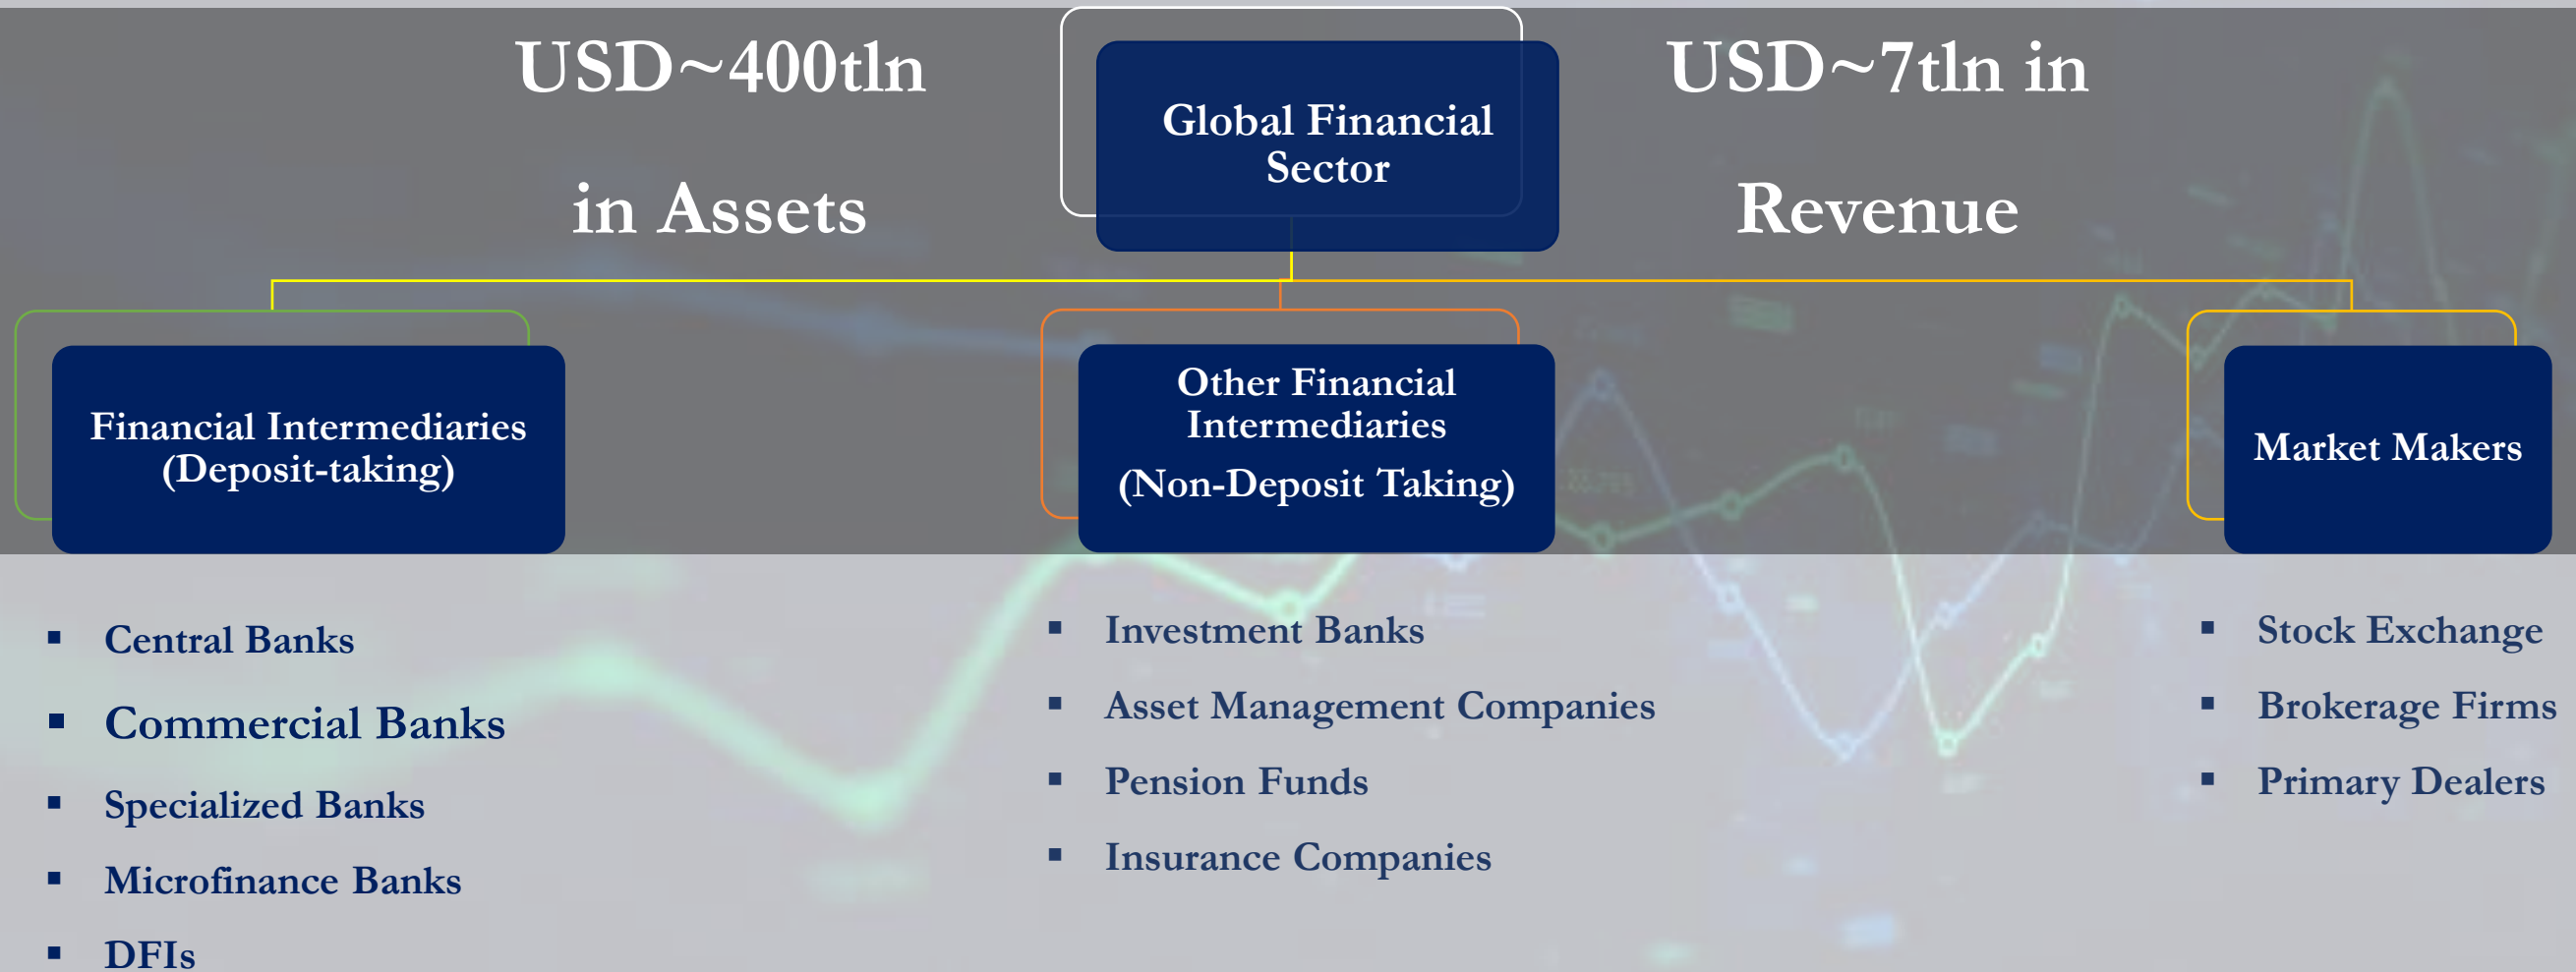 USD~400tln
in Assets
Global Financial
Sector
USD~7tln in
Revenue
Financial Intermediaries
(Deposit-taking)
Other Financial
Intermediaries
(Non-Deposit Taking)
Market Makers
▪ Central Banks
▪ Commercial Banks
▪ Specialized Banks
▪ Microfinance Banks
▪ DFIs
▪ Investment Banks
▪ Asset Management Companies
▪ Pension Funds
▪ Insurance Companies
▪ Stock Exchange
▪ Brokerage Firms
▪ Primary Dealers